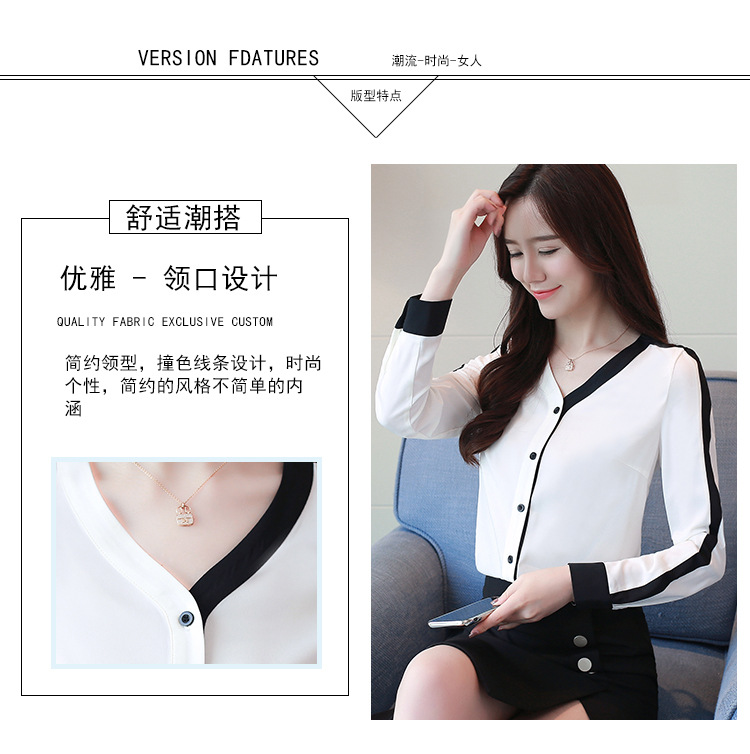 VERSION FDATURES
潮流-时尚-女人
版型特点
舒适潮搭
优雅 - 领口设计
QUALITY FABRIC EXCLUSIVE CUSTOM
简约领型，撞色线条设计，时尚
个性，简约的风格不简单的内
涵